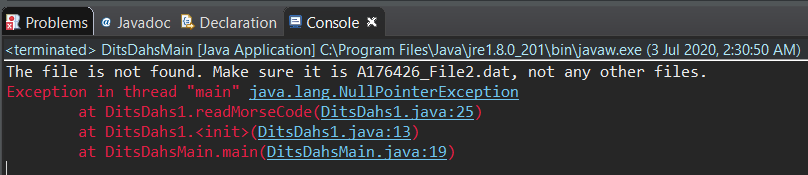 Problems @ Javadoc Declaration Console
<terminated> DitsDahsMain [Java Application] C:\Program Files\Java\jre1.8.0_201\bin\javaw.exe (3 Jul 2020, 2:30:50 AM)
The file is not found. Make sure it is A176426_File2.dat, not any other files.
Exception in thread "main" java.lang.NullPointerException
at DitsDahs1.readMorseCode(DitsDahs1.java:25)
at DitsDahs1.<init>(DitsDahs1.java:13)
at DitsDahsMain.main(DitsDahsMain.java:19)